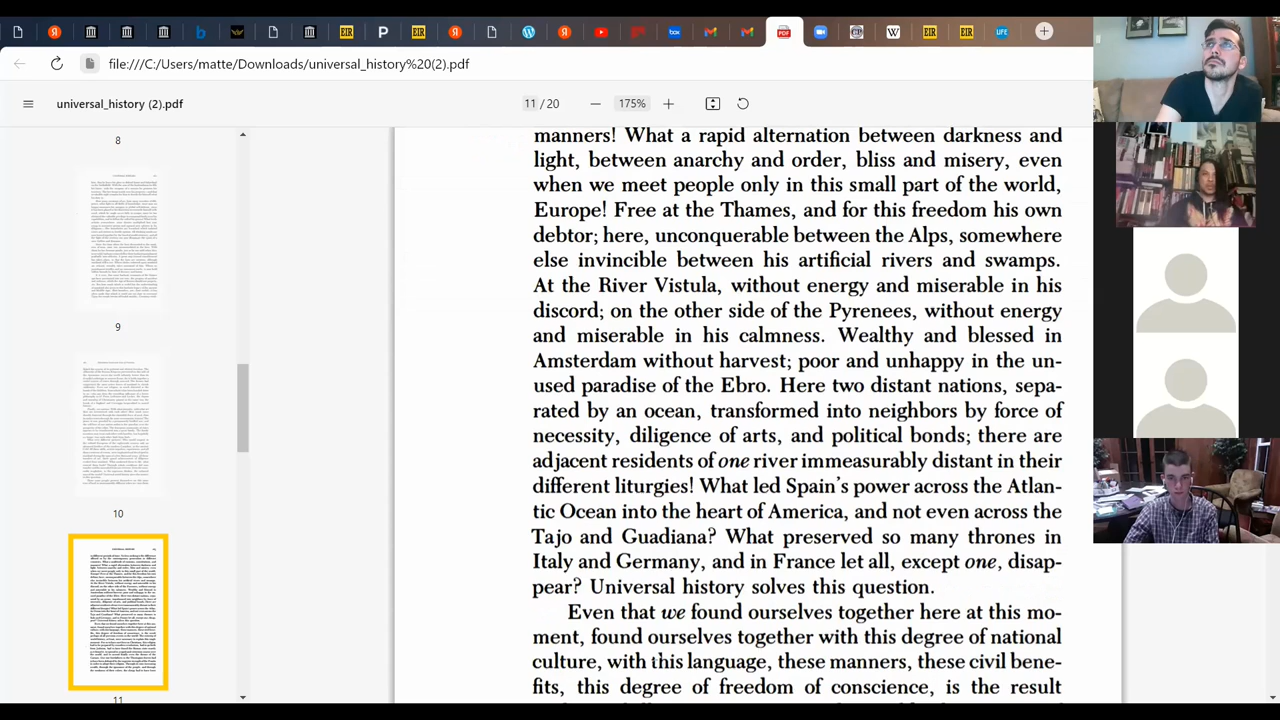 Я EIR P EIR Я Я box PDF EIR W EIR EIR LIFE
file:///C:/Users/matte/Downloads/universal_history%20(2).pdf
universal_history (2).pdf
11 / 20
175%
8
9
10
11
manners! What a rapid alternation between darkness and
light, between anarchy and order, bliss and misery, even
when we meet people only in this small part of the world,
Europe! Free at the Thames, and for this freedom his own
debtor; here, unconquerable between the Alps, somewhere
else invincible between his artificial rivers and swamps.
At the River Vistula, without energy and miserable in his
discord; on the other side of the Pyrenees, without energy
and miserable in his calmness. Wealthy and blessed in
Amsterdam without harvest; poor and unhappy in the un-
used paradise of the Ebro. Here two distant nations, sepa-
rated by an ocean, transformed into neighbors by force of
necessity, diligence of arts, and political bonds; there are
residents of one river immeasurably distant in their
different liturgies! What led Spain's power across the Atlan-
tic Ocean into the heart of America, and not even across the
Tajo and Guadiana? What preserved so many thrones in
Italy and Germany, and in France let all, except one, disap-
pear? Universal history solves the question.
Even that we found ourselves together here at this mo-
ment, found ourselves together with this degree of national
culture, with this language, these manners, these civil bene-
fits, this degree of freedom of conscience, is the result